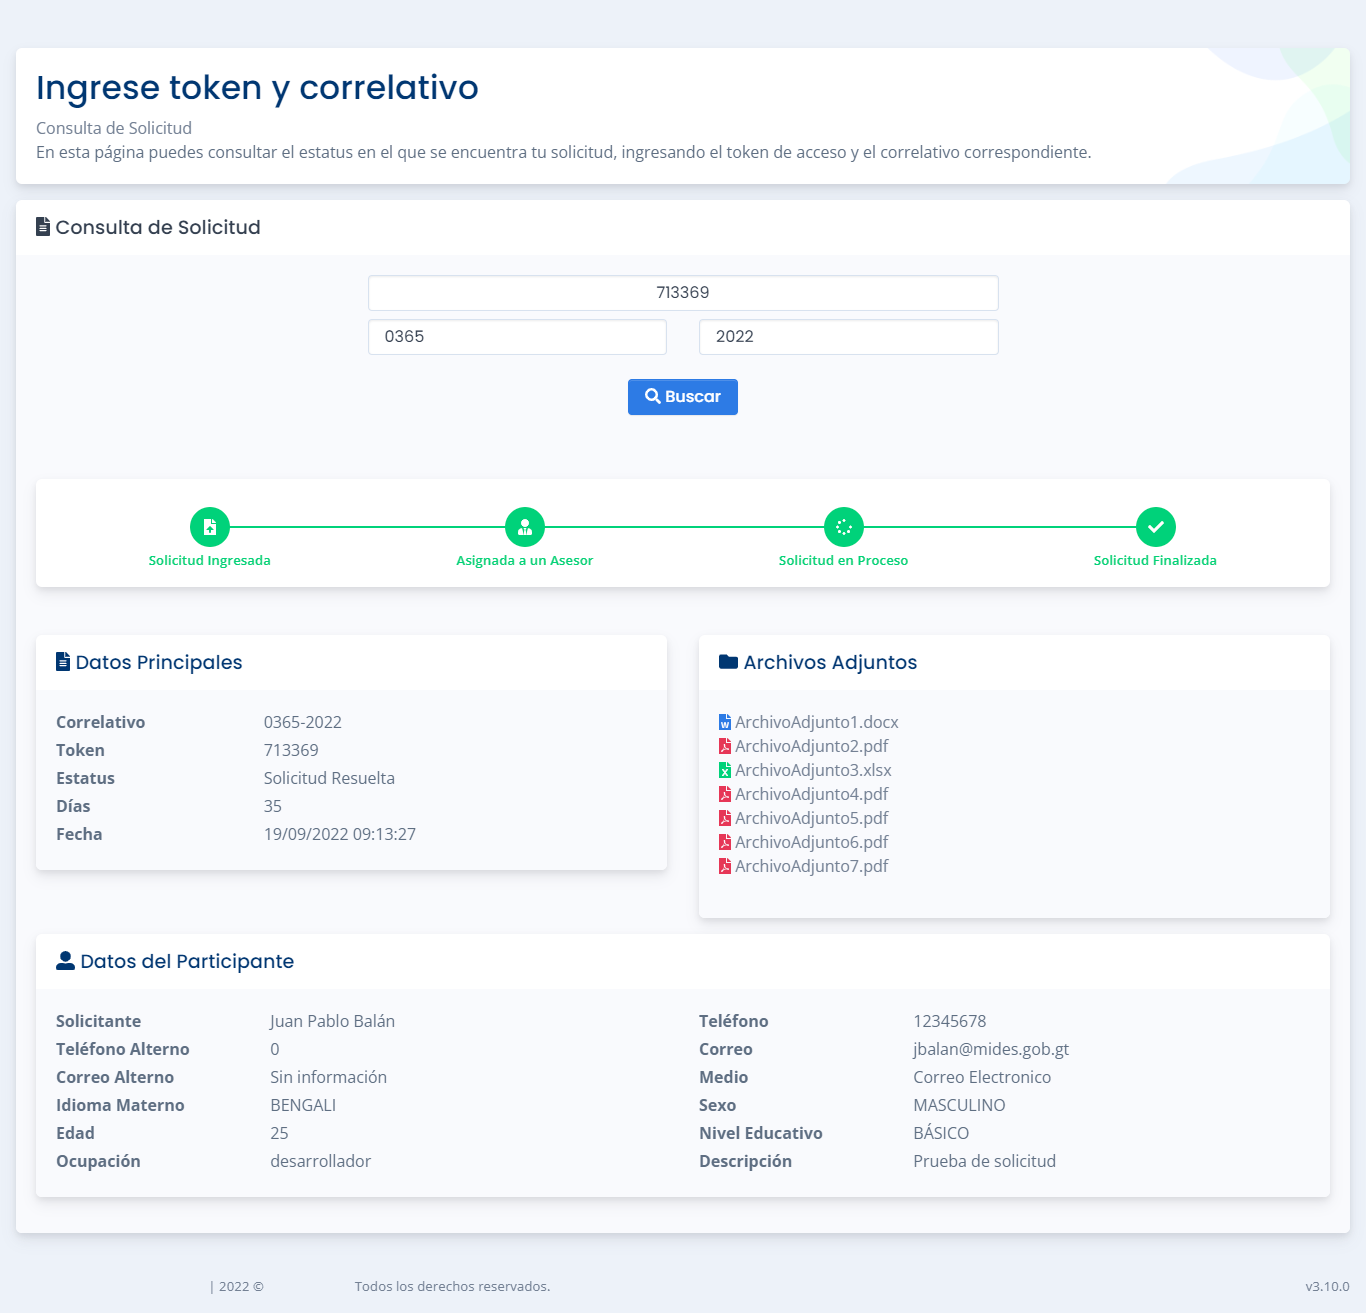 Ingrese token y correlativo
Consulta de Solicitud
En esta página puedes consultar el estatus en el que se encuentra tu solicitud, ingresando el token de acceso y el correlativo correspondiente.
Consulta de Solicitud
713369
0365 2022
Buscar
Solicitud Ingresada Asignada a un Asesor Solicitud en Proceso Solicitud Finalizada
Datos Principales
Correlativo 0365-2022
Token 713369
Estatus Solicitud Resuelta
Días 35
Fecha 19/09/2022 09:13:27
Archivos Adjuntos
ArchivoAdjunto1.docx
ArchivoAdjunto2.pdf
ArchivoAdjunto3.xlsx
ArchivoAdjunto4.pdf
ArchivoAdjunto5.pdf
ArchivoAdjunto6.pdf
ArchivoAdjunto7.pdf
Datos del Participante
Solicitante Juan Pablo Balán Teléfono 12345678
Teléfono Alterno 0 Correo jbalan@mides.gob.gt
Correo Alterno Sin información Medio Correo Electronico
Idioma Materno BENGALI Sexo MASCULINO
Edad 25 Nivel Educativo BÁSICO
Ocupación desarrollador Descripción Prueba de solicitud
| 2022 © Todos los derechos reservados. v3.10.0